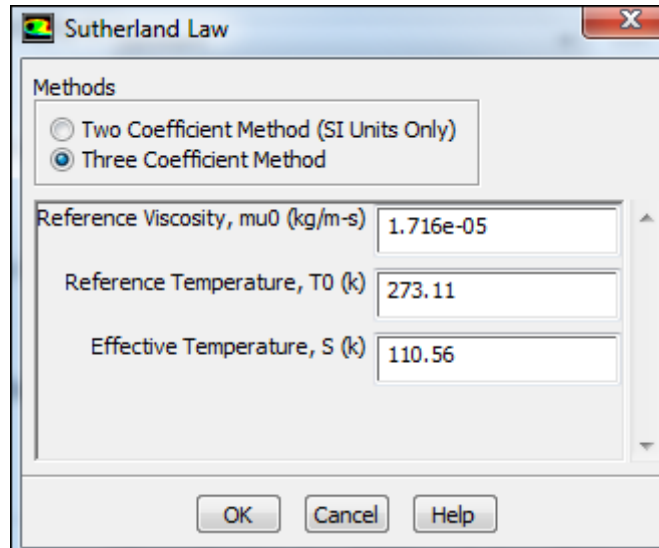 Sutherland Law
Methods
Two Coefficient Method (SI Units Only)
Three Coefficient Method
Reference Viscosity, mu0 (kg/m-s) 1.716e-05
Reference Temperature, T0 (k) 273.11
Effective Temperature, S (k) 110.56
OK Cancel Help